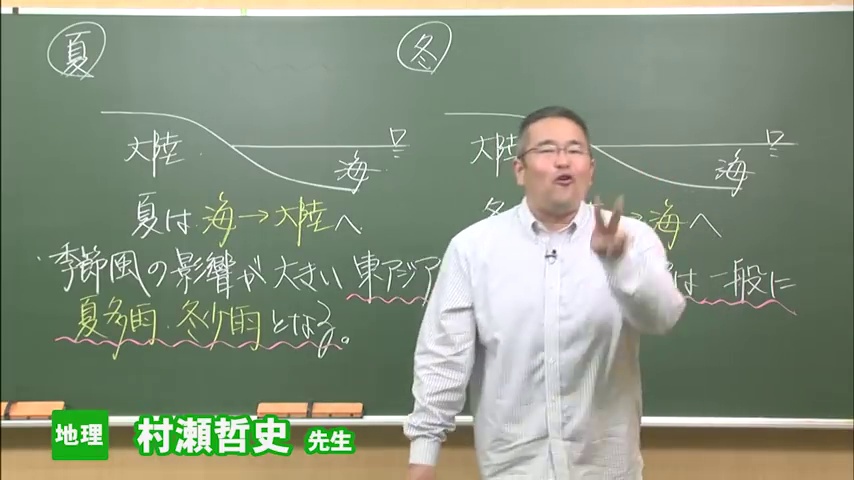 夏
冬
大陸
海
大陸
海
夏は 海→大陸へ
→海へ
・季節風の影響が大きい 東アジア
は一般に
夏多雨・冬少雨となる。
地理 村瀬哲史 先生